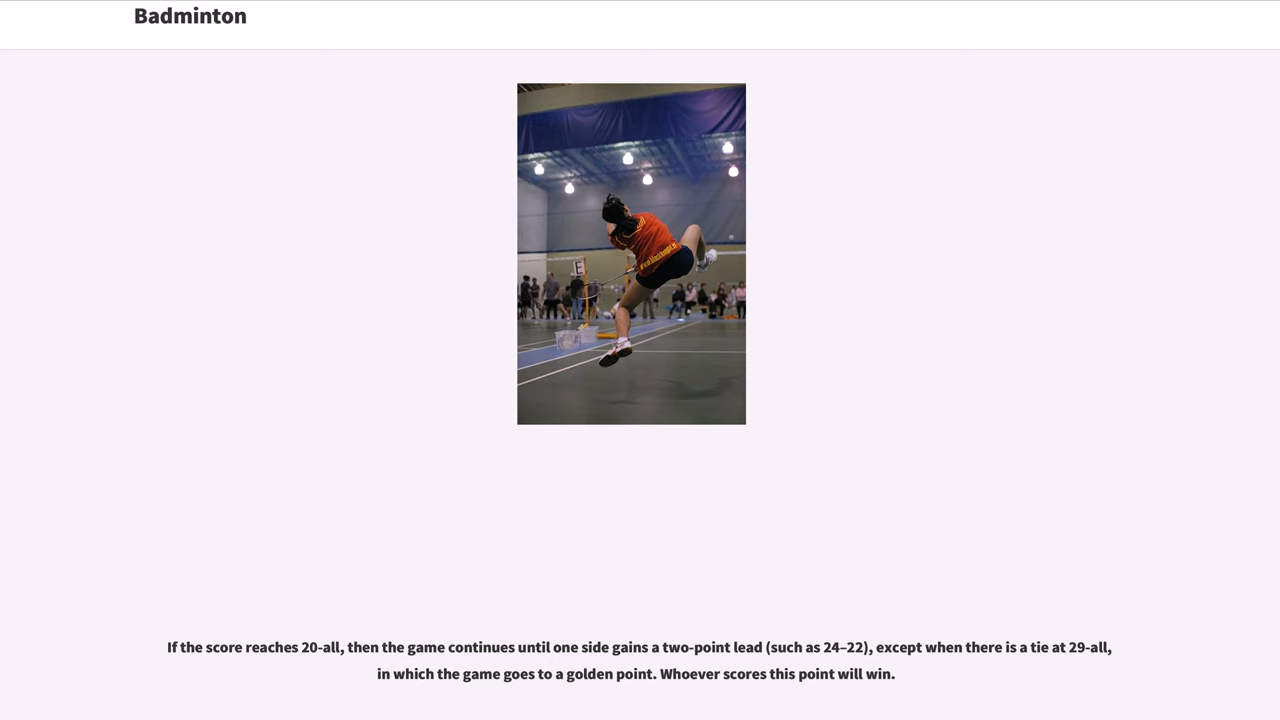 Badminton
E
If the score reaches 20-all, then the game continues until one side gains a two-point lead (such as 24–22), except when there is a tie at 29-all,
in which the game goes to a golden point. Whoever scores this point will win.